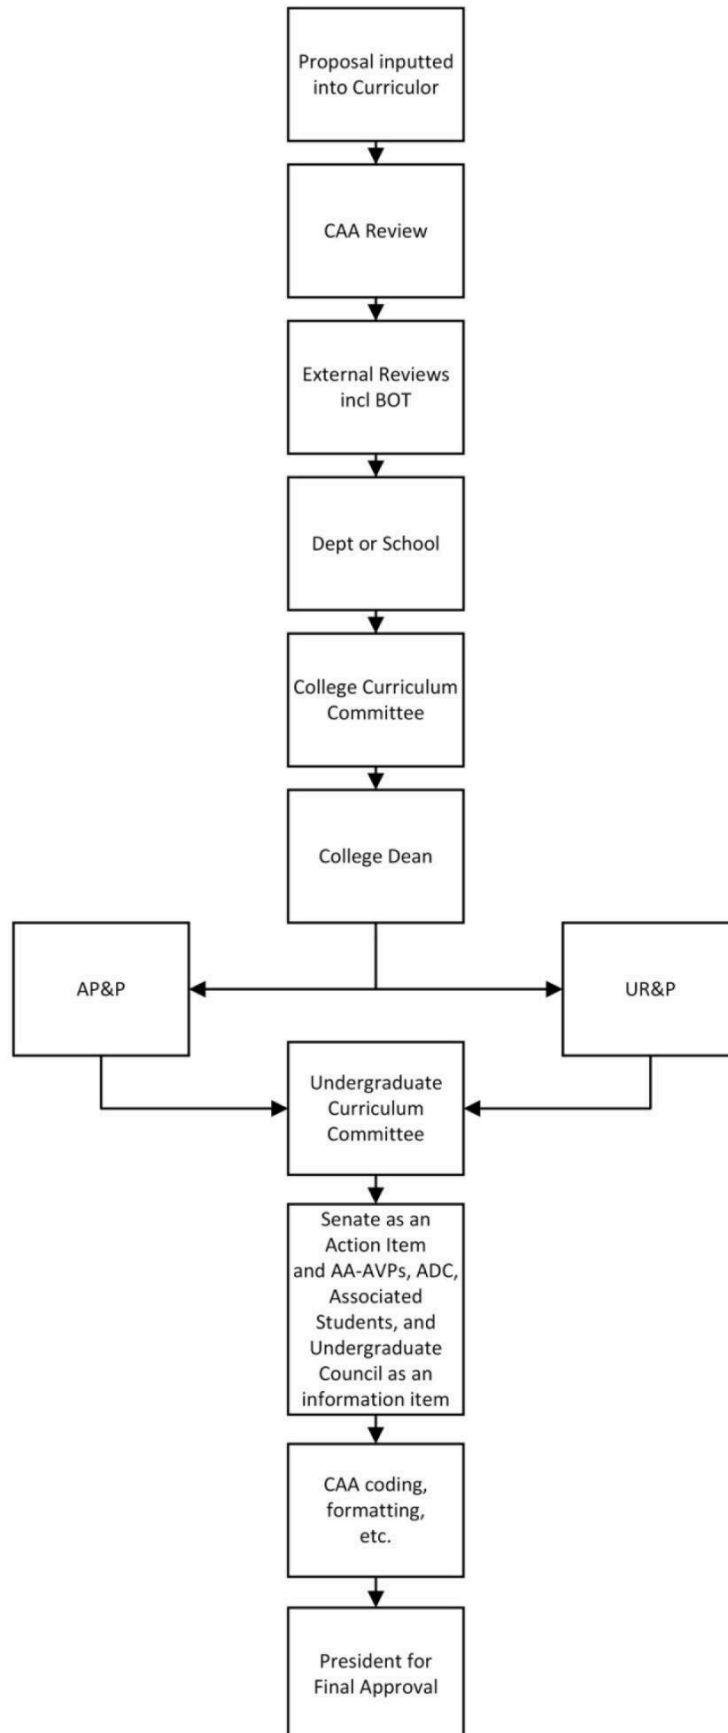 Proposal inputted
into Curriculor
CAA Review
External Reviews
incl BOT
Dept or School
College Curriculum
Committee
College Dean
AP&P
UR&P
Undergraduate
Curriculum
Committee
Senate as an
Action Item
and AA-AVPs, ADC,
Associated
Students, and
Undergraduate
Council as an
information item
CAA coding,
formatting,
etc.
President for
Final Approval